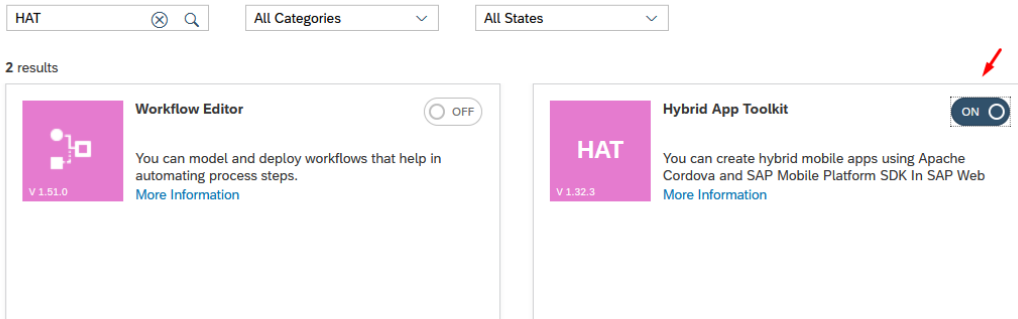 HAT
All Categories
All States
2 results
Workflow Editor
OFF
You can model and deploy workflows that help in
automating process steps.
V 1.51.0
More Information
Hybrid App Toolkit
ON
HAT
You can create hybrid mobile apps using Apache
Cordova and SAP Mobile Platform SDK In SAP Web
V 1.32.3
More Information